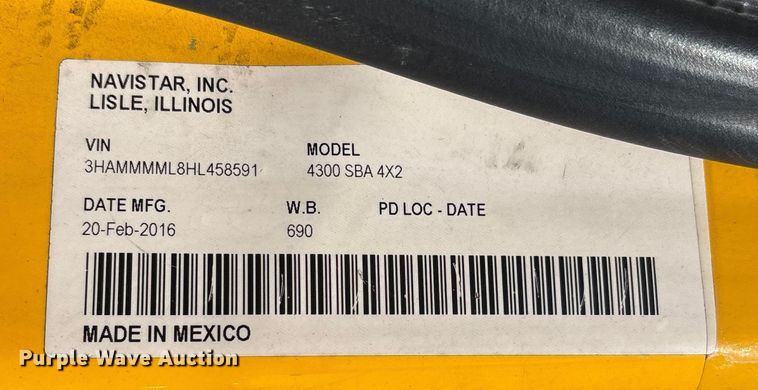 NAVISTAR, INC.
LISLE, ILLINOIS
VIN MODEL
3HAMMMML8HL458591 4300 SBA 4X2
DATE MFG. W.B. PD LOC - DATE
20-Feb-2016 690
MADE IN MEXICO
Purple Wave Auction